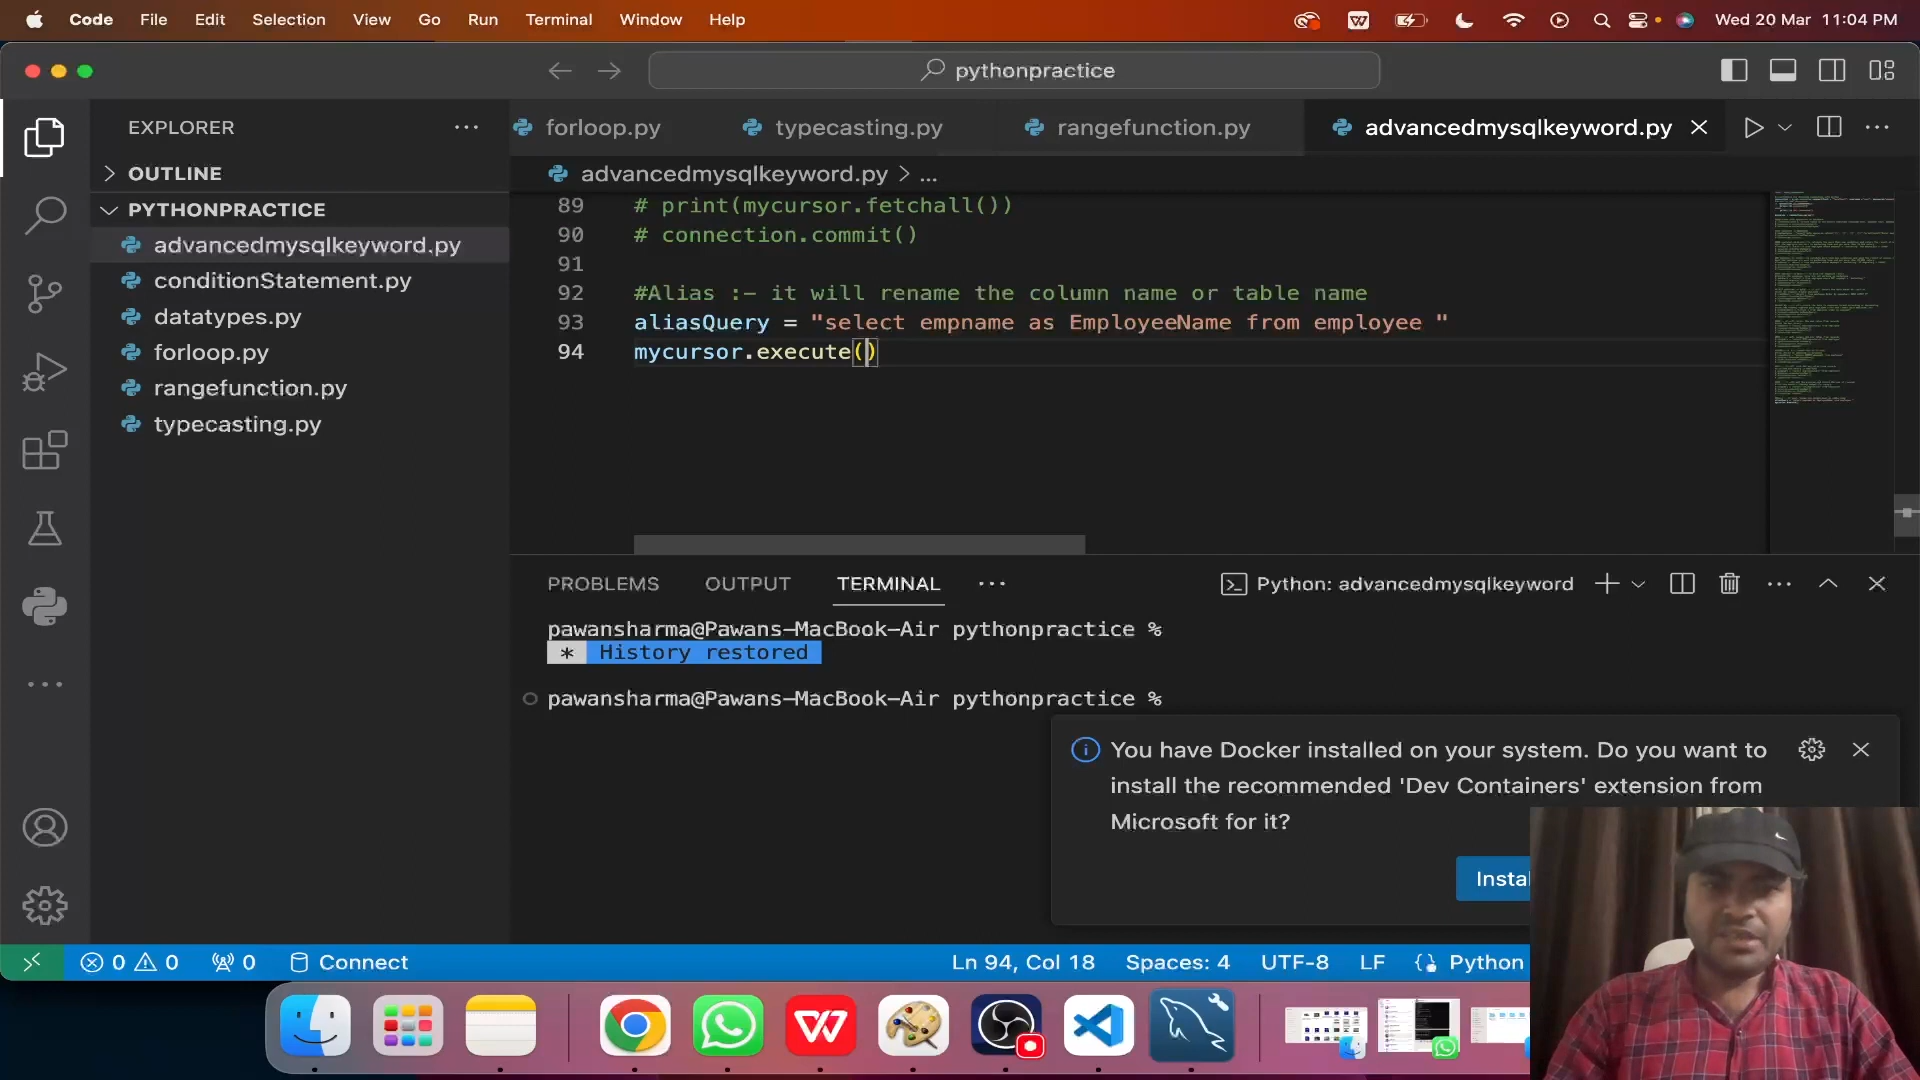 Code File Edit Selection View Go Run Terminal Window Help Wed 20 Mar 11:04 PM
pythonpractice
EXPLORER
OUTLINE
PYTHONPRACTICE
advancedmysqlkeyword.py
conditionStatement.py
datatypes.py
forloop.py
rangefunction.py
typecasting.py
forloop.py typecasting.py rangefunction.py advancedmysqlkeyword.py
advancedmysqlkeyword.py > ...
89 # print(mycursor.fetchall())
90 # connection.commit()
91
92 #Alias :- it will rename the column name or table name
93 aliasQuery = "select empname as EmployeeName from employee "
94 mycursor.execute()
PROBLEMS OUTPUT TERMINAL Python: advancedmysqlkeyword
pawansharma@Pawans-MacBook-Air pythonpractice %
* History restored
pawansharma@Pawans-MacBook-Air pythonpractice %
You have Docker installed on your system. Do you want to
install the recommended 'Dev Containers' extension from
Microsoft for it?
Instal
0 0 0 Connect Ln 94, Col 18 Spaces: 4 UTF-8 LF Python